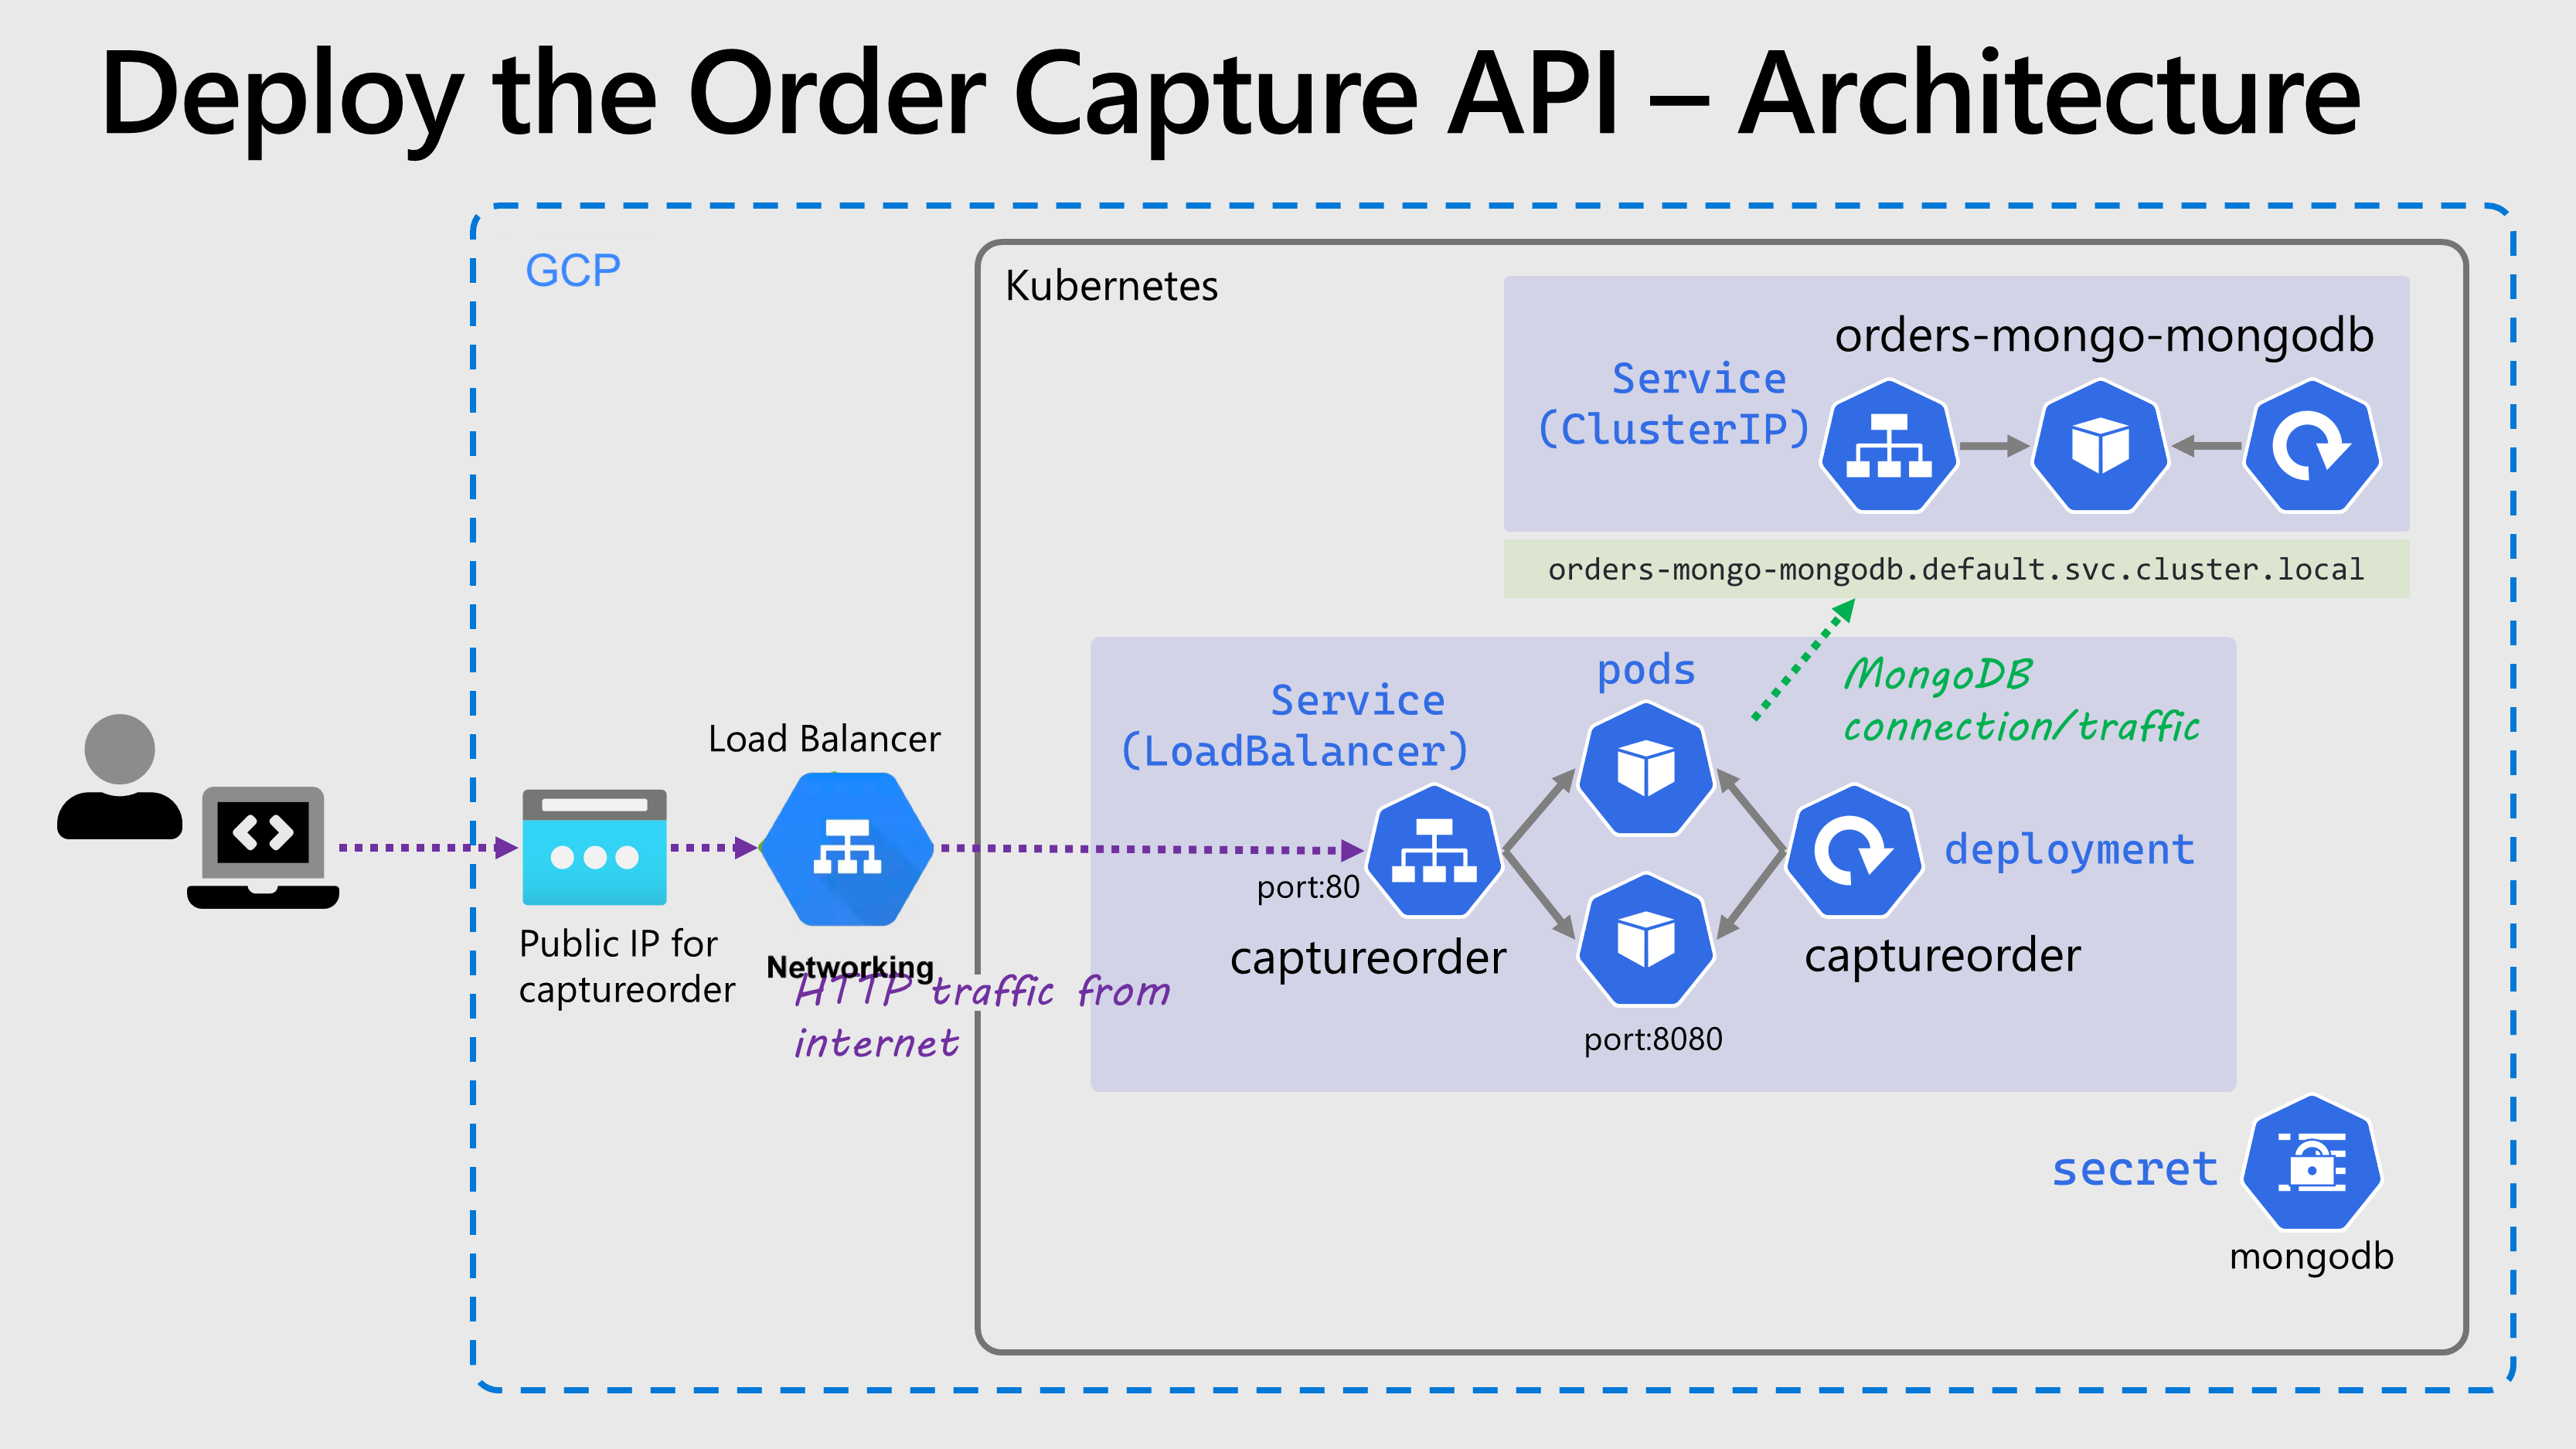 Deploy the Order Capture API – Architecture
GCP
Kubernetes
orders-mongo-mongodb
Service
(ClusterIP)
orders-mongo-mongodb.default.svc.cluster.local
pods
MongoDB
connection/traffic
Service
(LoadBalancer)
Load Balancer
deployment
port:80
captureorder
captureorder
Public IP for
captureorder
Networking
HTTP traffic from
internet
port:8080
secret
mongodb